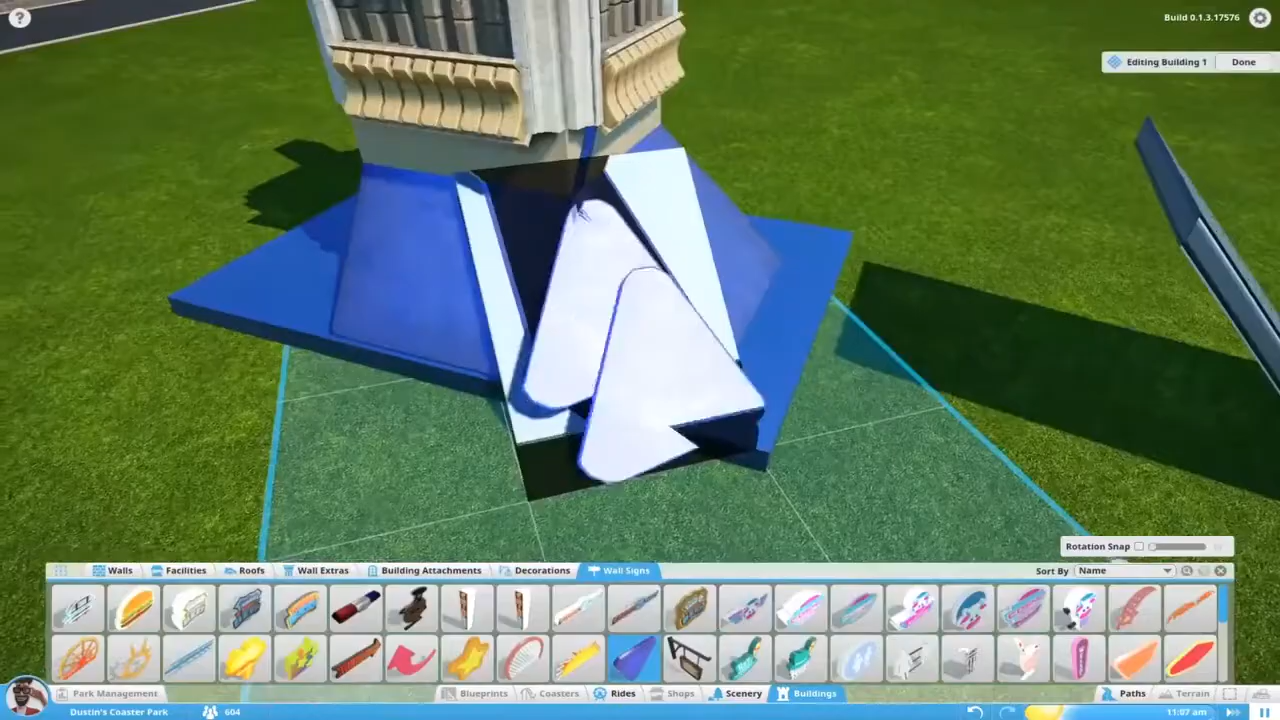 ?
Build 0.1.3.17576
Editing Building 1 Done
Rotation Snap
Walls Facilities Roofs Wall Extras Building Attachments Decorations Wall Signs Sort By Name
Park Management Blueprints Coasters Rides Shops Scenery Buildings Paths Terrain
Dustin's Coaster Park 604 11:07 am